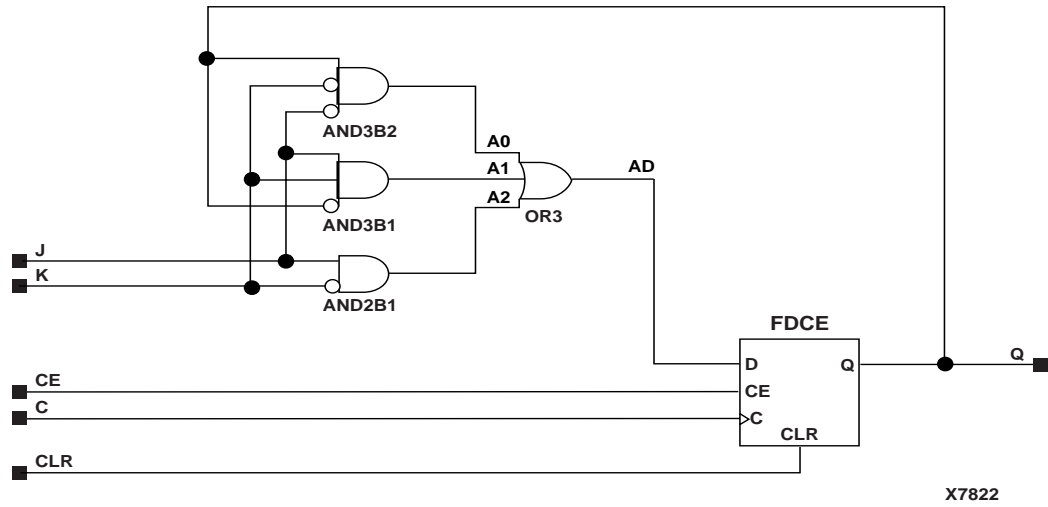 AND3B2
A0
A1
AD
A2
AND3B1
OR3
J
K
AND2B1
FDCE
D
Q
Q
CE
CE
C
C
CLR
CLR
X7822